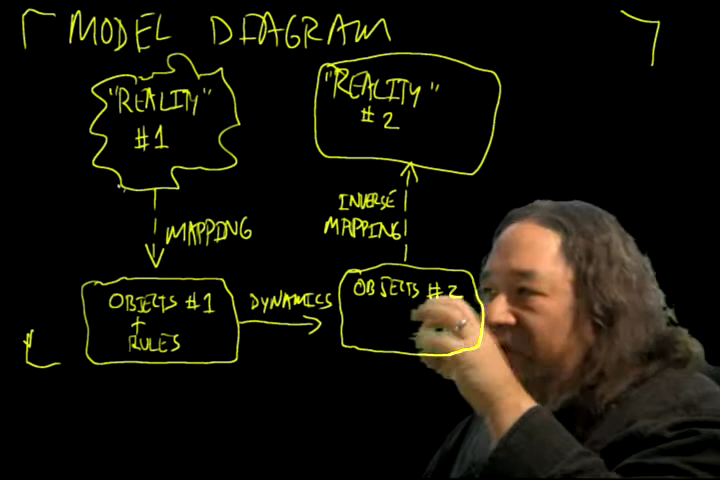 MODEL DIAGRAM
"REALITY"
#1
"REALITY"
#2
MAPPING
INVERSE
MAPPING
OBJECTS #1
+
RULES
DYNAMICS
OBJECTS #2